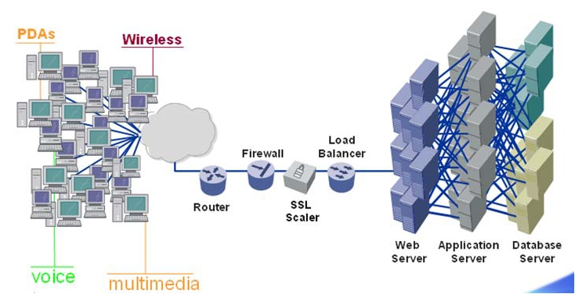 PDAs
Wireless
Firewall
Load
Balancer
Router
SSL
Scaler
Web
Server
Application
Server
Database
Server
voice
multimedia